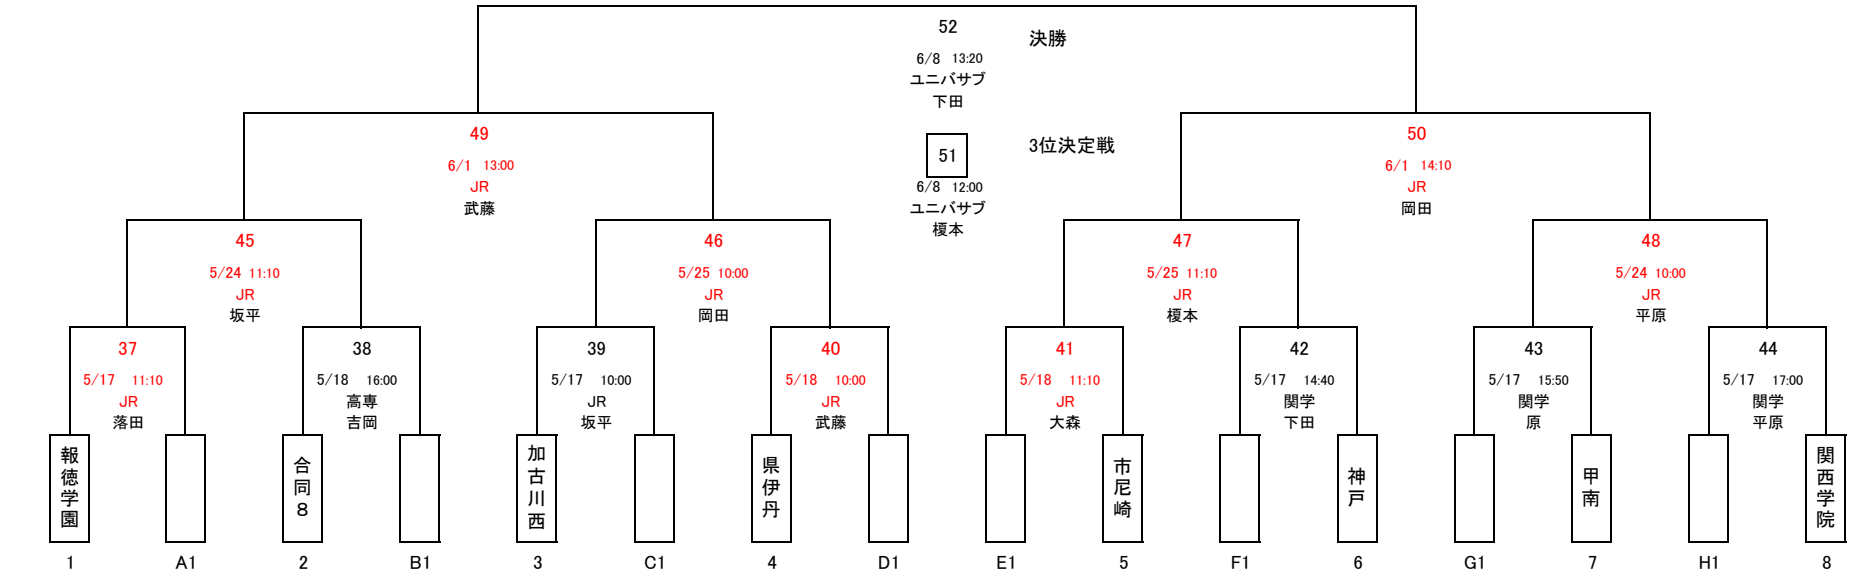 52 決勝
6/8 13:20
ユニバサブ
下田
49 51 3位決定戦 50
6/1 13:00 6/8 12:00 6/1 14:10
JR ユニバサブ JR
武藤 榎本 岡田
45 46 47 48
5/24 11:10 5/25 10:00 5/25 11:10 5/24 10:00
JR JR JR JR
坂平 岡田 榎本 平原
37 38 39 40 41 42 43 44
5/17 11:10 5/18 16:00 5/17 10:00 5/18 10:00 5/18 11:10 5/17 14:40 5/17 15:50 5/17 17:00
JR 高専 JR JR JR 関学 関学 関学
落田 吉岡 坂平 武藤 大森 下田 原 平原
報徳学園 合同8 加古川西 県伊丹 市尼崎 神戸 甲南 関西学院
1 A1 2 B1 3 C1 4 D1 E1 5 F1 6 G1 7 H1 8